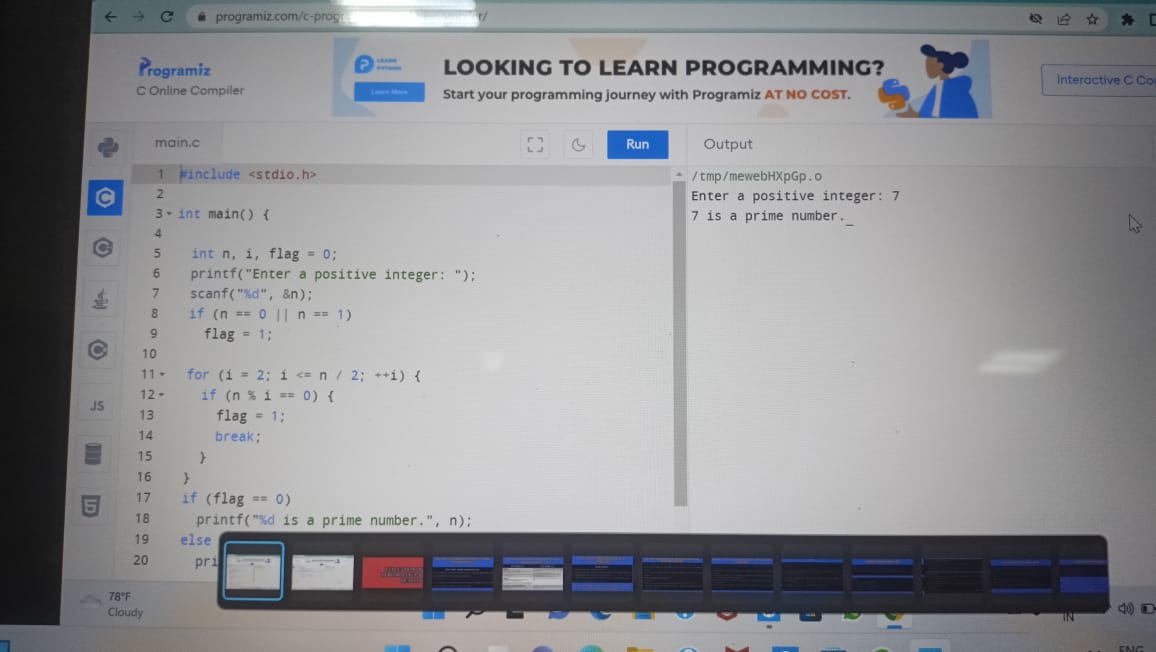 programiz.com/c-progr
r/
Programiz
C Online Compiler
LEARN
PYTHON
Learn More
LOOKING TO LEARN PROGRAMMING?
Start your programming journey with Programiz AT NO COST.
Interactive C Co
main.c
Run
Output
1 #include <stdio.h>
2
3 int main() {
4
5 int n, i, flag = 0;
6 printf("Enter a positive integer: ");
7 scanf("%d", &n);
8 if (n == 0 || n == 1)
9 flag = 1;
10
11 for (i = 2; i <= n / 2; ++i) {
12 if (n % i == 0) {
13 flag = 1;
14 break;
15 }
16 }
17 if (flag == 0)
18 printf("%d is a prime number.", n);
19 else
20 pri
/tmp/mewebHXpGp.o
Enter a positive integer: 7
7 is a prime number._
JS
78°F
Cloudy
IN
ENG